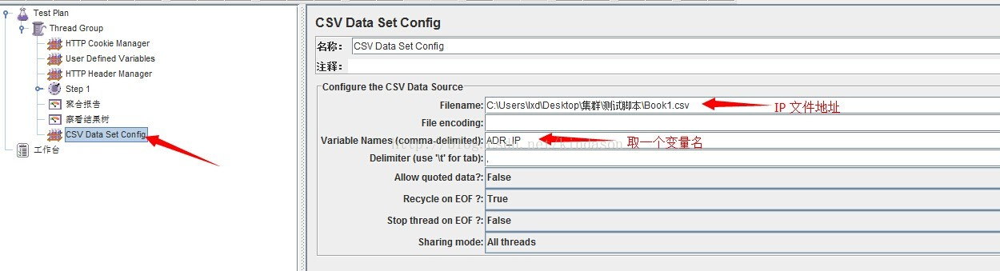 Test Plan
Thread Group
HTTP Cookie Manager
User Defined Variables
HTTP Header Manager
Step 1
聚合报告
察看结果树
CSV Data Set Config
工作台
CSV Data Set Config
名称： CSV Data Set Config
注释：
Configure the CSV Data Source
Filename: C:\Users\lxd\Desktop\集群\测试脚本\Book1.csv IP 文件地址
File encoding:
Variable Names (comma-delimited): ADR_IP 取一个变量名
Delimiter (use '\t' for tab): ,
Allow quoted data?: False
Recycle on EOF ?: True
Stop thread on EOF ?: False
Sharing mode: All threads